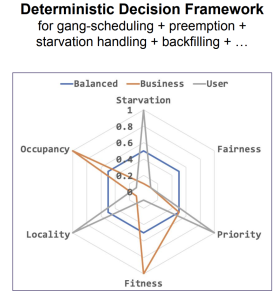 Deterministic Decision Framework
for gang-scheduling + preemption +
starvation handling + backfilling + …
Balanced Business User
Starvation
1
0.8
Occupancy 0.6 Fairness
0.4
0.2
0
Locality Priority
Fitness